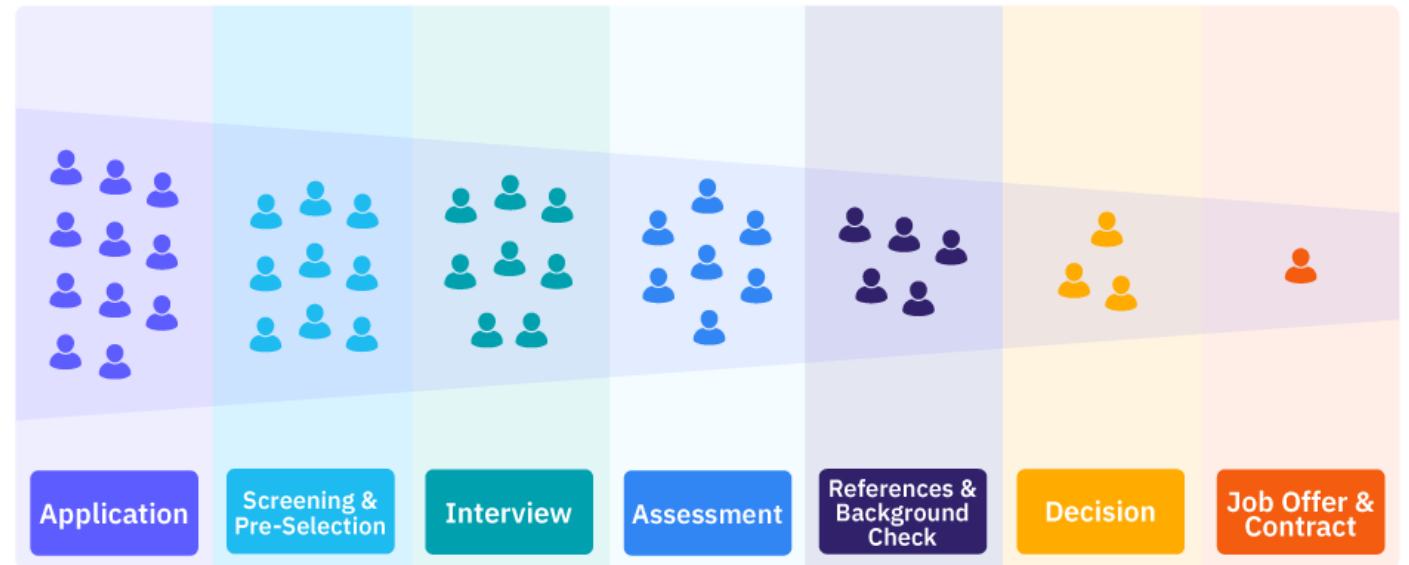 Application
Screening &
Pre-Selection
Interview
Assessment
References &
Background
Check
Decision
Job Offer &
Contract